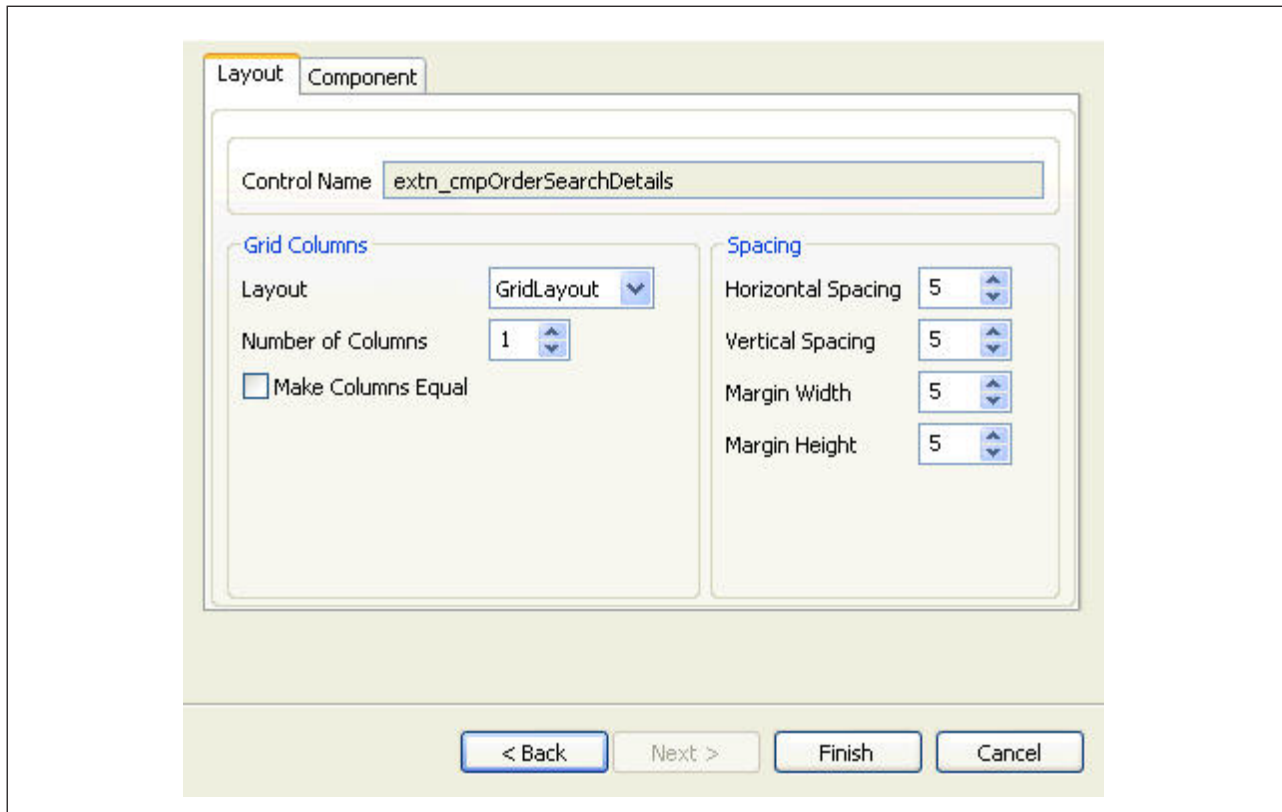 Layout Component
Control Name extn_cmpOrderSearchDetails
Grid Columns
Layout GridLayout
Number of Columns 1
Make Columns Equal
Spacing
Horizontal Spacing 5
Vertical Spacing 5
Margin Width 5
Margin Height 5
< Back Next > Finish Cancel